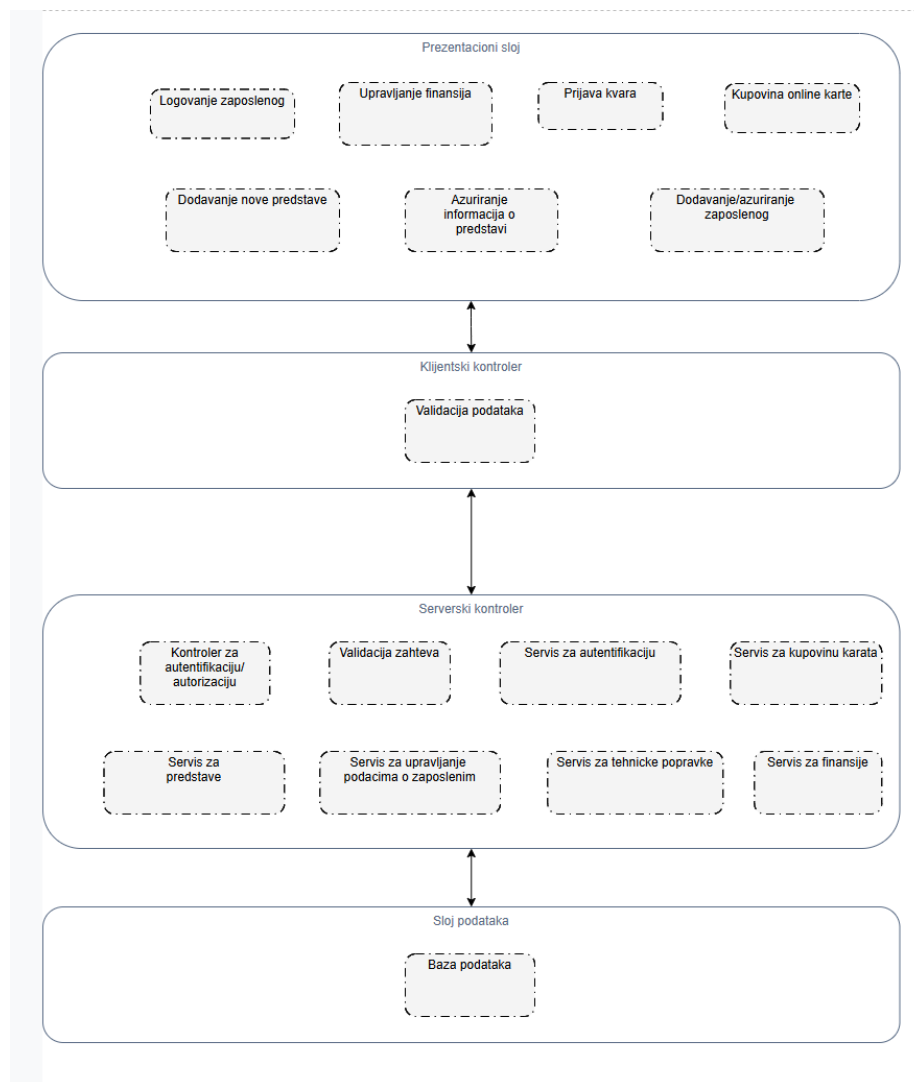 Prezentacioni sloj
Logovanje zaposlenog
Upravljanje finansija
Prijava kvara
Kupovina online karte
Dodavanje nove predstave
Azuriranje
informacija o
predstavi
Dodavanje/azuriranje
zaposlenog
Klijentski kontroler
Validacija podataka
Serverski kontroler
Kontroler za
autentifikaciju/
autorizaciju
Validacija zahteva
Servis za autentifikaciju
Servis za kupovinu karata
Servis za
predstave
Servis za upravljanje
podacima o zaposlenim
Servis za tehnicke popravke
Servis za finansije
Sloj podataka
Baza podataka